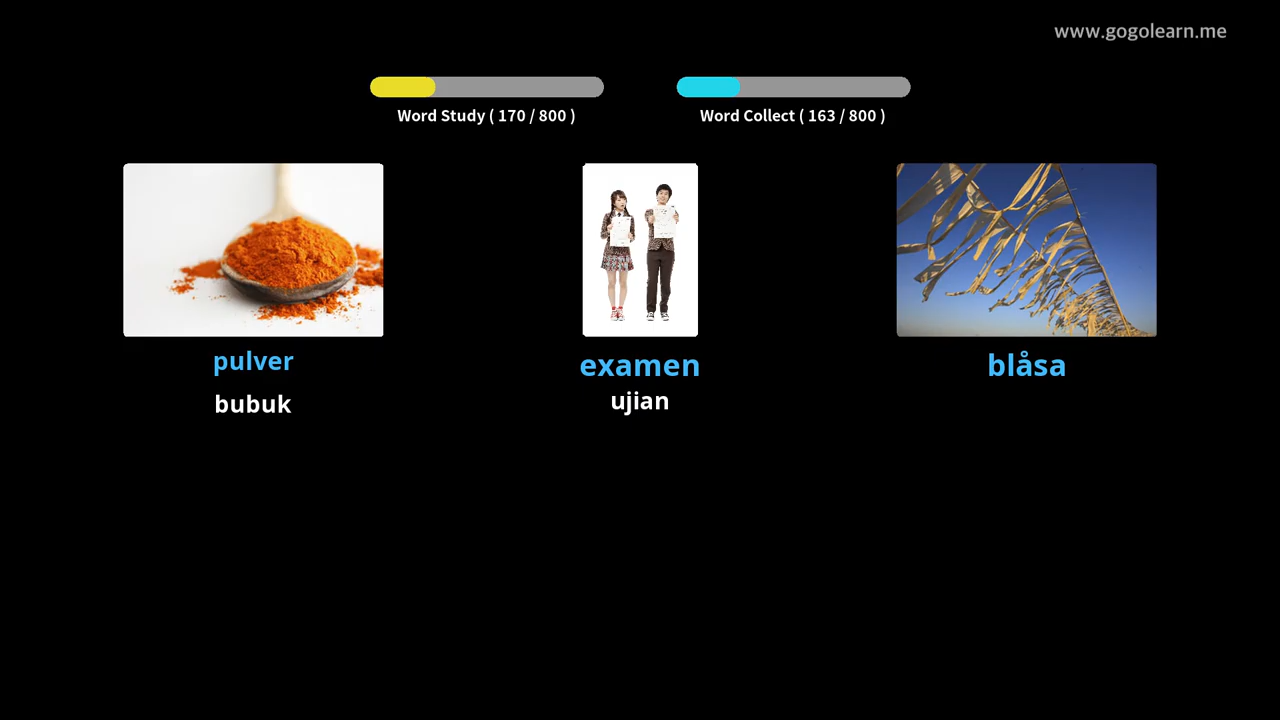 www.gogolearn.me
Word Study ( 170 / 800 )
Word Collect ( 163 / 800 )
pulver
bubuk
examen
ujian
blåsa